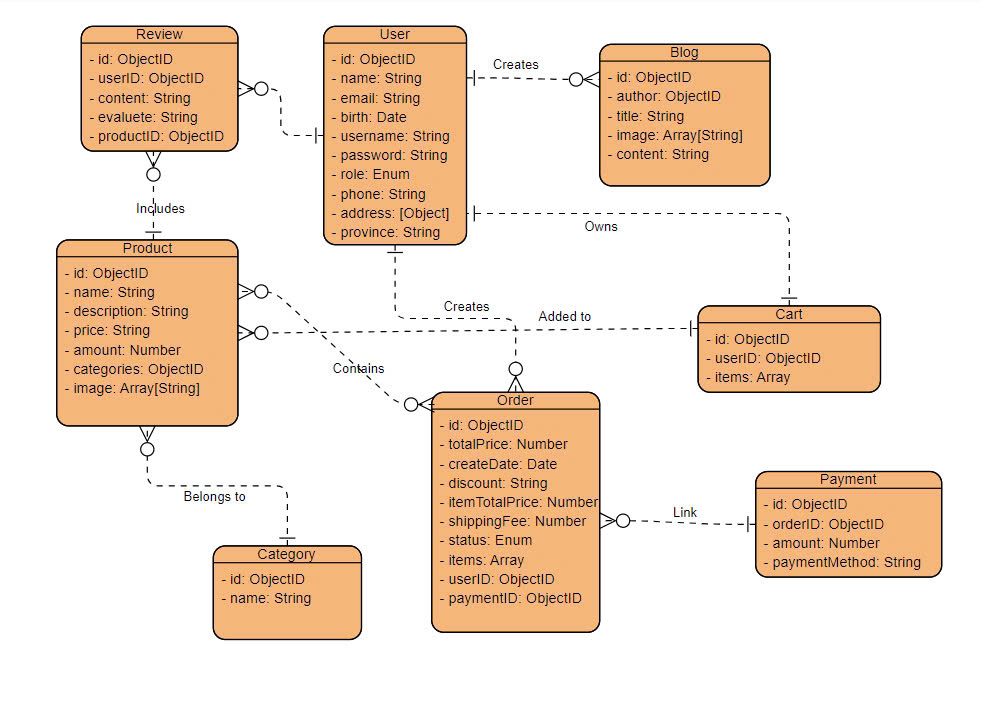 Review
- id: ObjectID
- userID: ObjectID
- content: String
- evaluete: String
- productID: ObjectID
User
- id: ObjectID
- name: String
- email: String
- birth: Date
- username: String
- password: String
- role: Enum
- phone: String
- address: [Object]
- province: String
Creates
Blog
- id: ObjectID
- author: ObjectID
- title: String
- image: Array[String]
- content: String
Includes
Owns
Product
- id: ObjectID
- name: String
- description: String
- price: String
- amount: Number
- categories: ObjectID
- image: Array[String]
Creates
Added to
Contains
Cart
- id: ObjectID
- userID: ObjectID
- items: Array
Order
- id: ObjectID
- totalPrice: Number
- createDate: Date
- discount: String
- itemTotalPrice: Number
- shippingFee: Number
- status: Enum
- items: Array
- userID: ObjectID
- paymentID: ObjectID
Link
Payment
- id: ObjectID
- orderID: ObjectID
- amount: Number
- paymentMethod: String
Belongs to
Category
- id: ObjectID
- name: String